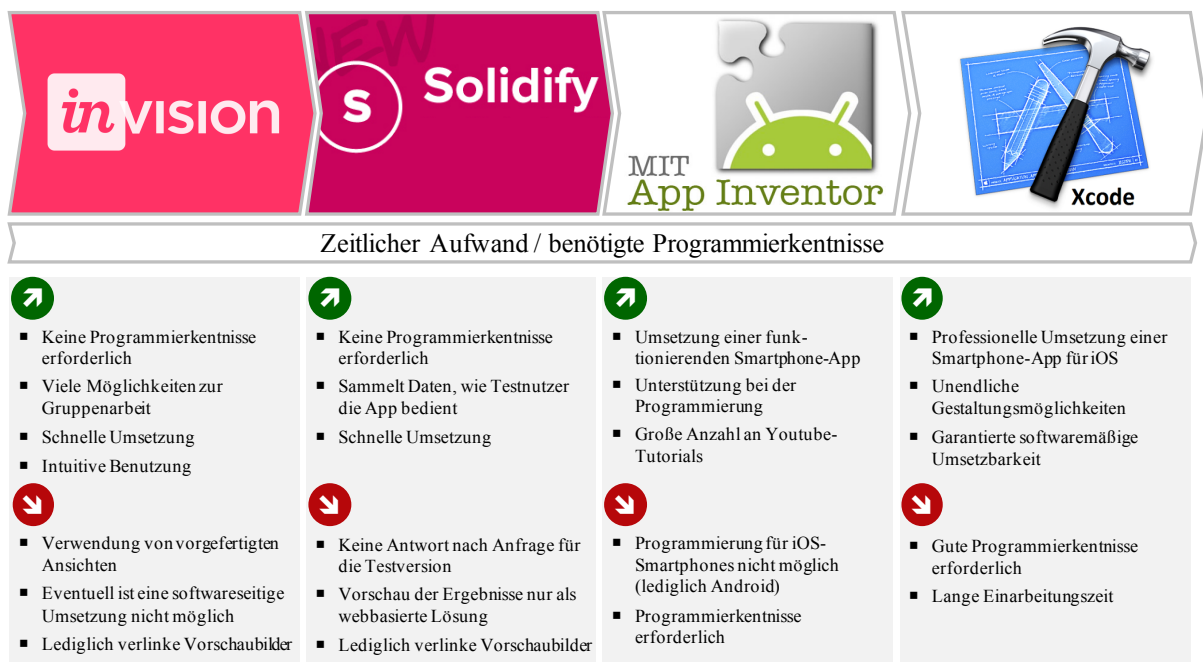 invision
NEW
S
Solidify
MIT
App Inventor
Xcode
Zeitlicher Aufwand / benötigte Programmierkentnisse
Keine Programmierkentnisse
erforderlich
Viele Möglichkeiten zur
Gruppenarbeit
Schnelle Umsetzung
Intuitive Benutzung
Verwendung von vorgefertigten
Ansichten
Eventuell ist eine softwareseitige
Umsetzung nicht möglich
Lediglich verlinke Vorschaubilder
Keine Programmierkentnisse
erforderlich
Sammelt Daten, wie Testnutzer
die App bedient
Schnelle Umsetzung
Keine Antwort nach Anfrage für
die Testversion
Vorschau der Ergebnisse nur als
webbasierte Lösung
Lediglich verlinke Vorschaubilder
Umsetzung einer funk-
tionierenden Smartphone-App
Unterstützung bei der
Programmierung
Große Anzahl an Youtube-
Tutorials
Programmierung für iOS-
Smartphones nicht möglich
(lediglich Android)
Programmierkentnisse
erforderlich
Professionelle Umsetzung einer
Smartphone-App für iOS
Unendliche
Gestaltungsmöglichkeiten
Garantierte softwaremäßige
Umsetzbarkeit
Gute Programmierkentnisse
erforderlich
Lange Einarbeitungszeit